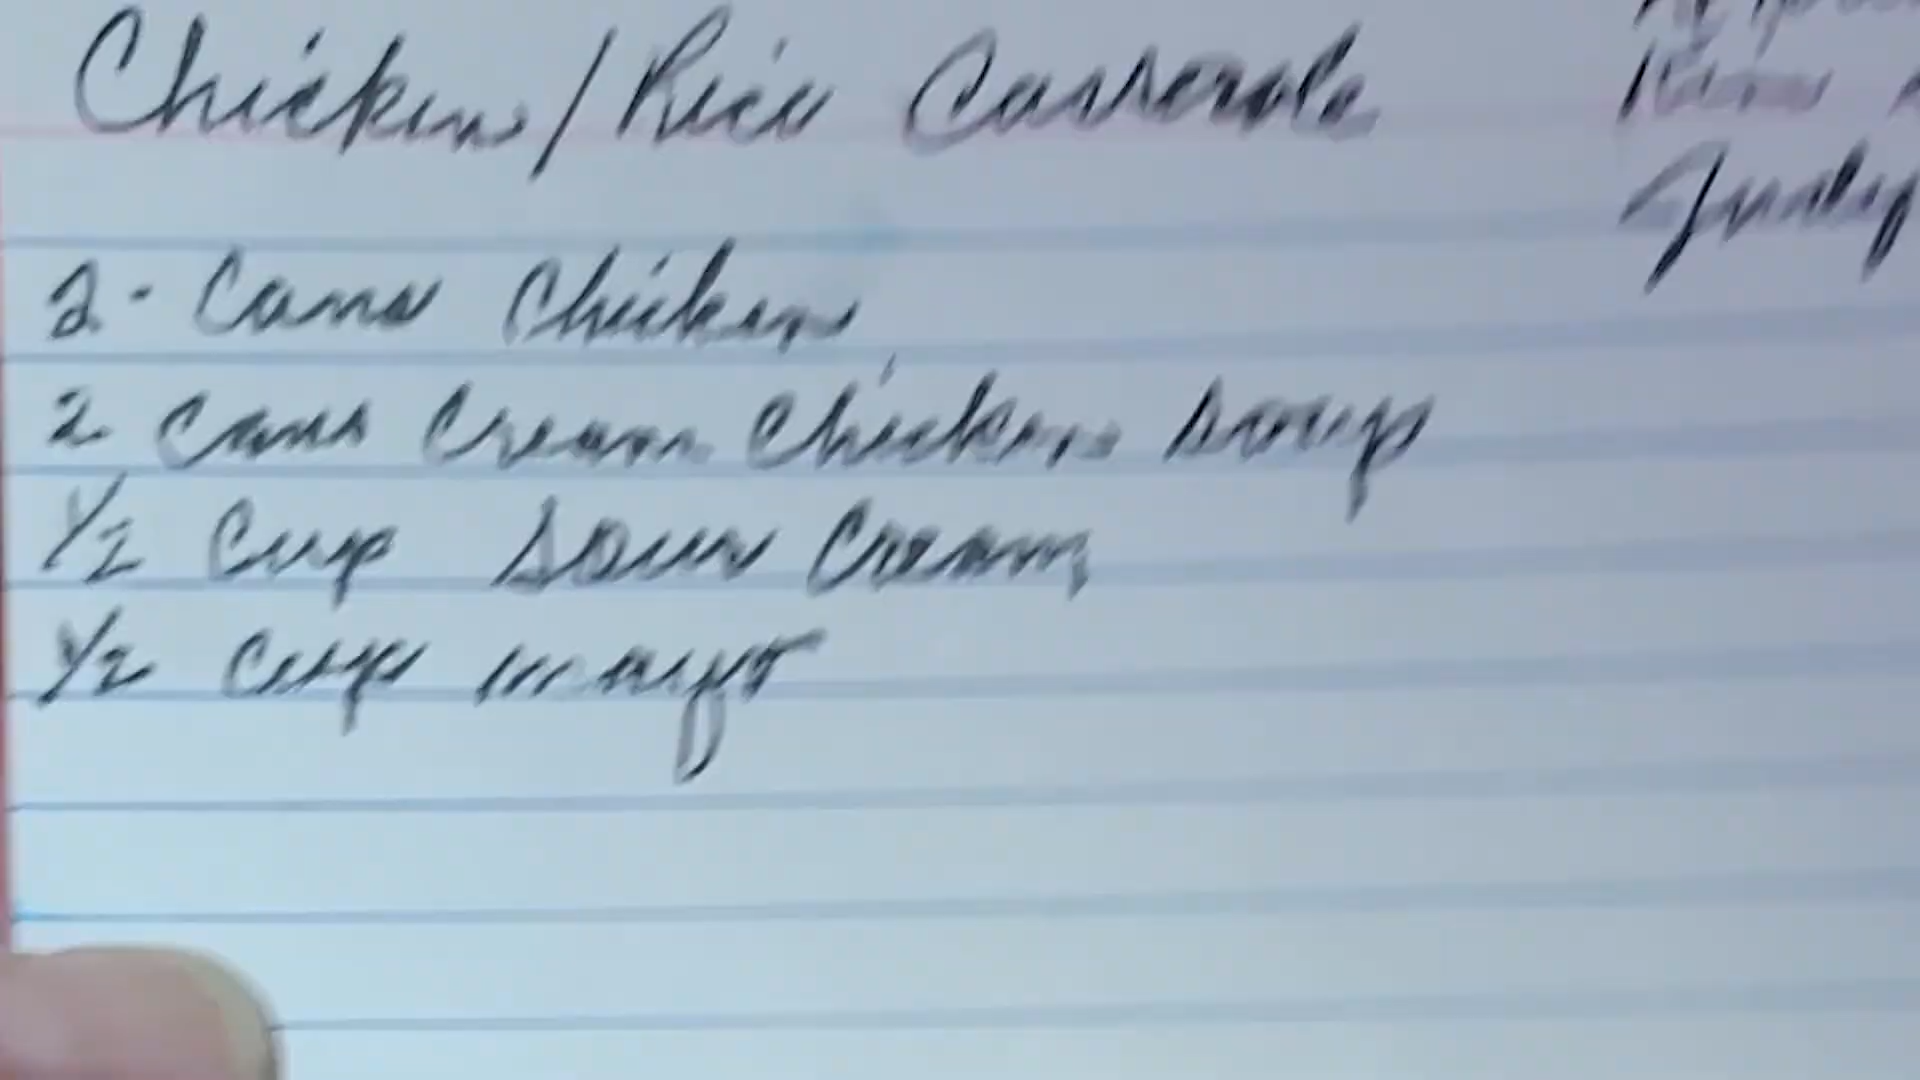 Chicken/Rice Casserole
Judy
2 - Cans Chicken
2 Cans Cream Chicken Soup
1/2 Cup Sour Cream
1/2 Cup mayo